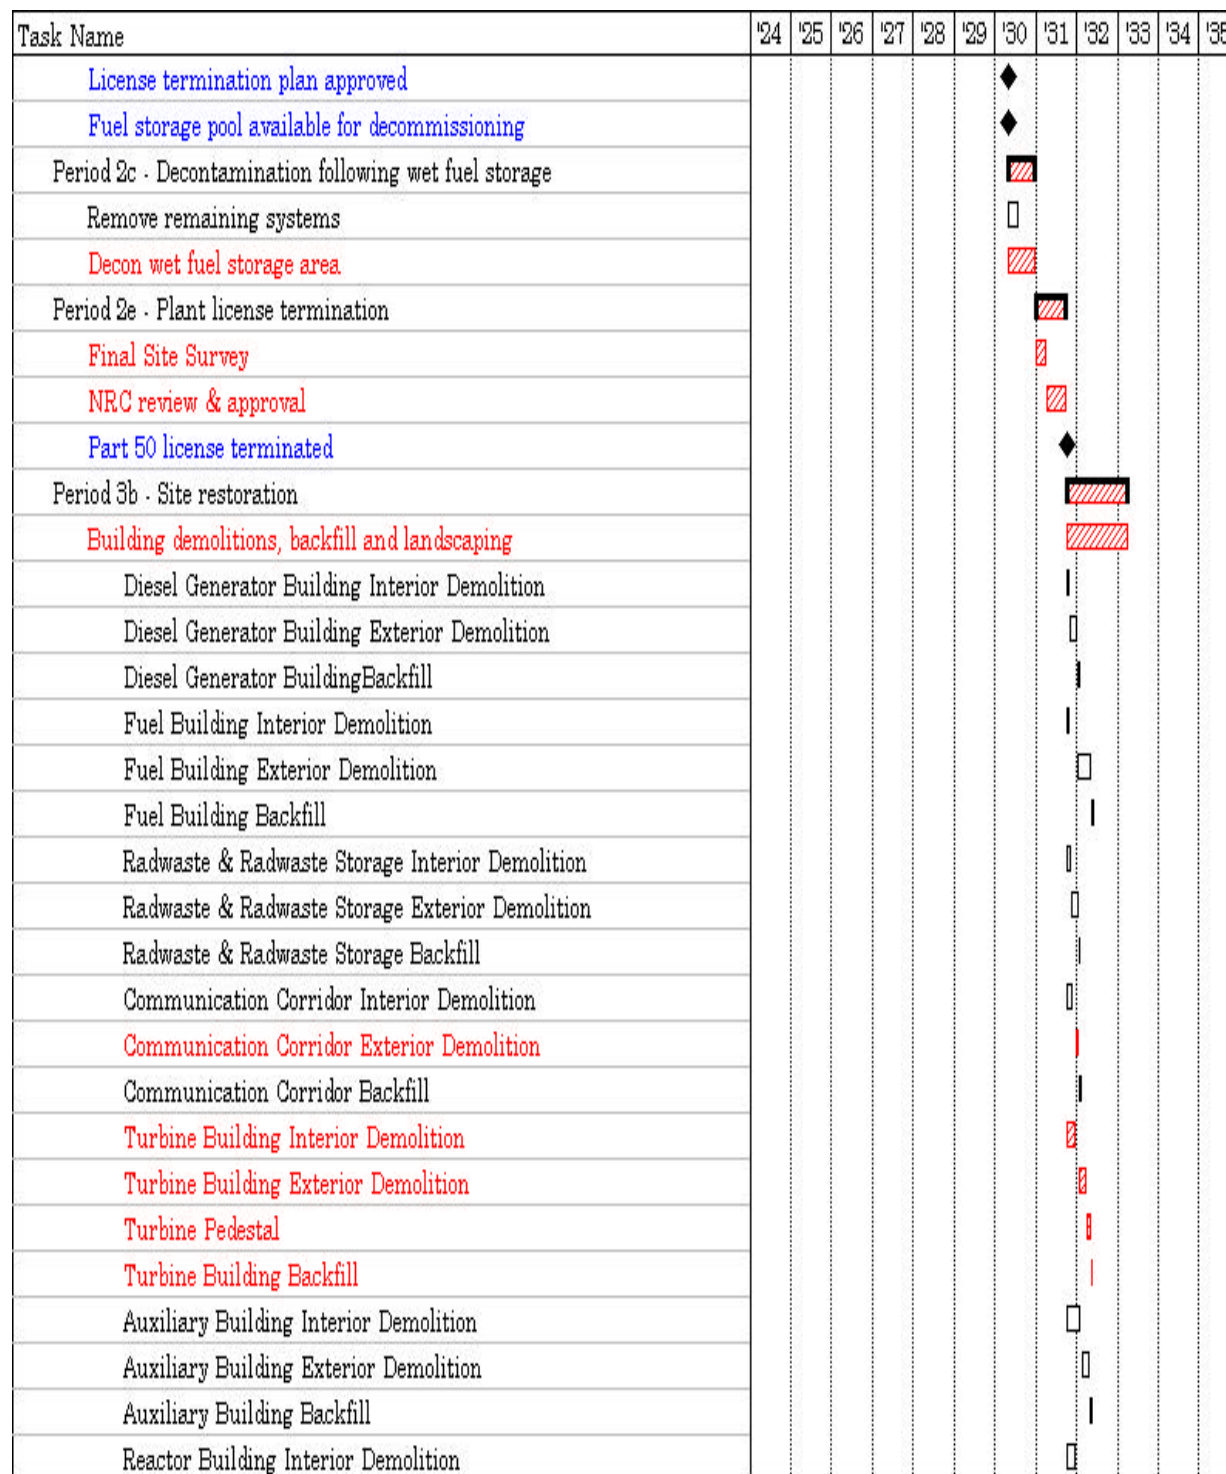 Task Name '24 '25 '26 '27 '28 '29 '30 '31 '32 '33 '34 '35
License termination plan approved
Fuel storage pool available for decommissioning
Period 2c - Decontamination following wet fuel storage
Remove remaining systems
Decon wet fuel storage area
Period 2e - Plant license termination
Final Site Survey
NRC review & approval
Part 50 license terminated
Period 3b - Site restoration
Building demolitions, backfill and landscaping
Diesel Generator Building Interior Demolition
Diesel Generator Building Exterior Demolition
Diesel Generator BuildingBackfill
Fuel Building Interior Demolition
Fuel Building Exterior Demolition
Fuel Building Backfill
Radwaste & Radwaste Storage Interior Demolition
Radwaste & Radwaste Storage Exterior Demolition
Radwaste & Radwaste Storage Backfill
Communication Corridor Interior Demolition
Communication Corridor Exterior Demolition
Communication Corridor Backfill
Turbine Building Interior Demolition
Turbine Building Exterior Demolition
Turbine Pedestal
Turbine Building Backfill
Auxiliary Building Interior Demolition
Auxiliary Building Exterior Demolition
Auxiliary Building Backfill
Reactor Building Interior Demolition